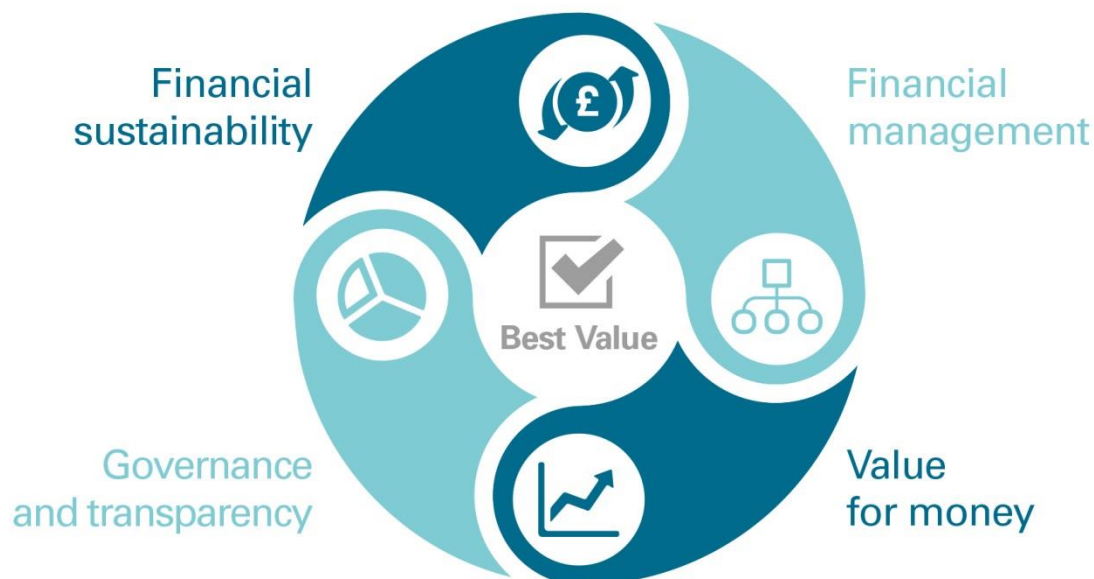 Financial
sustainability
Financial
management
£
Best Value
Governance
and transparency
Value
for money